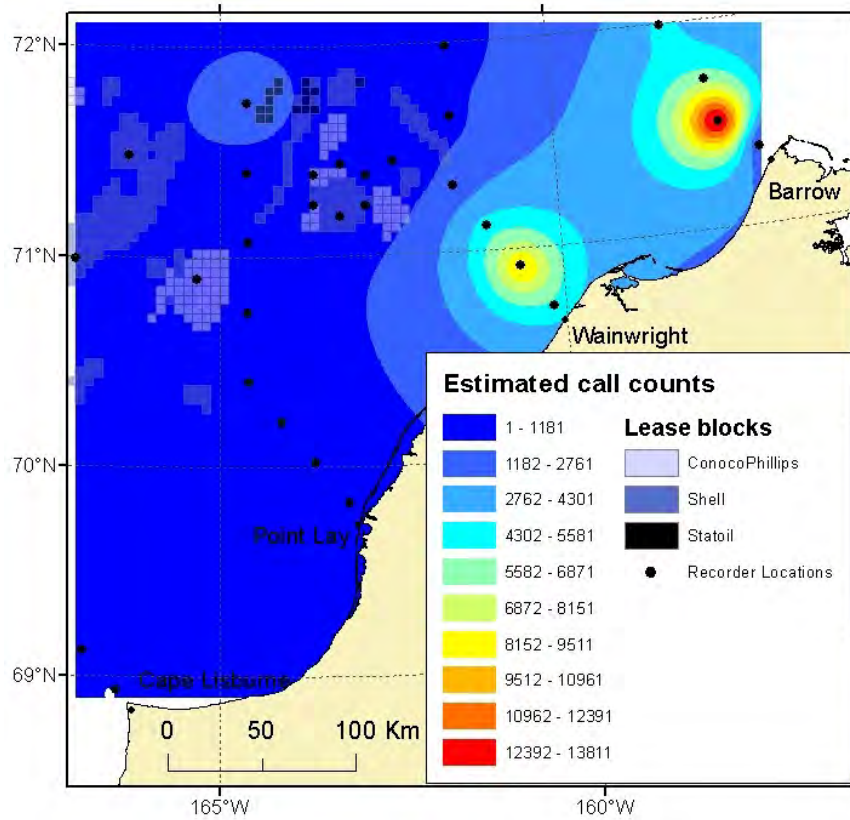 72°N
71°N
70°N
69°N
165°W
160°W
Barrow
Wainwright
Point Lay
Cape Lisburne
0 50 100 Km
Estimated call counts
1 - 1181
1182 - 2761
2762 - 4301
4302 - 5581
5582 - 6871
6872 - 8151
8152 - 9511
9512 - 10961
10962 - 12391
12392 - 13811
Lease blocks
ConocoPhillips
Shell
Statoil
Recorder Locations